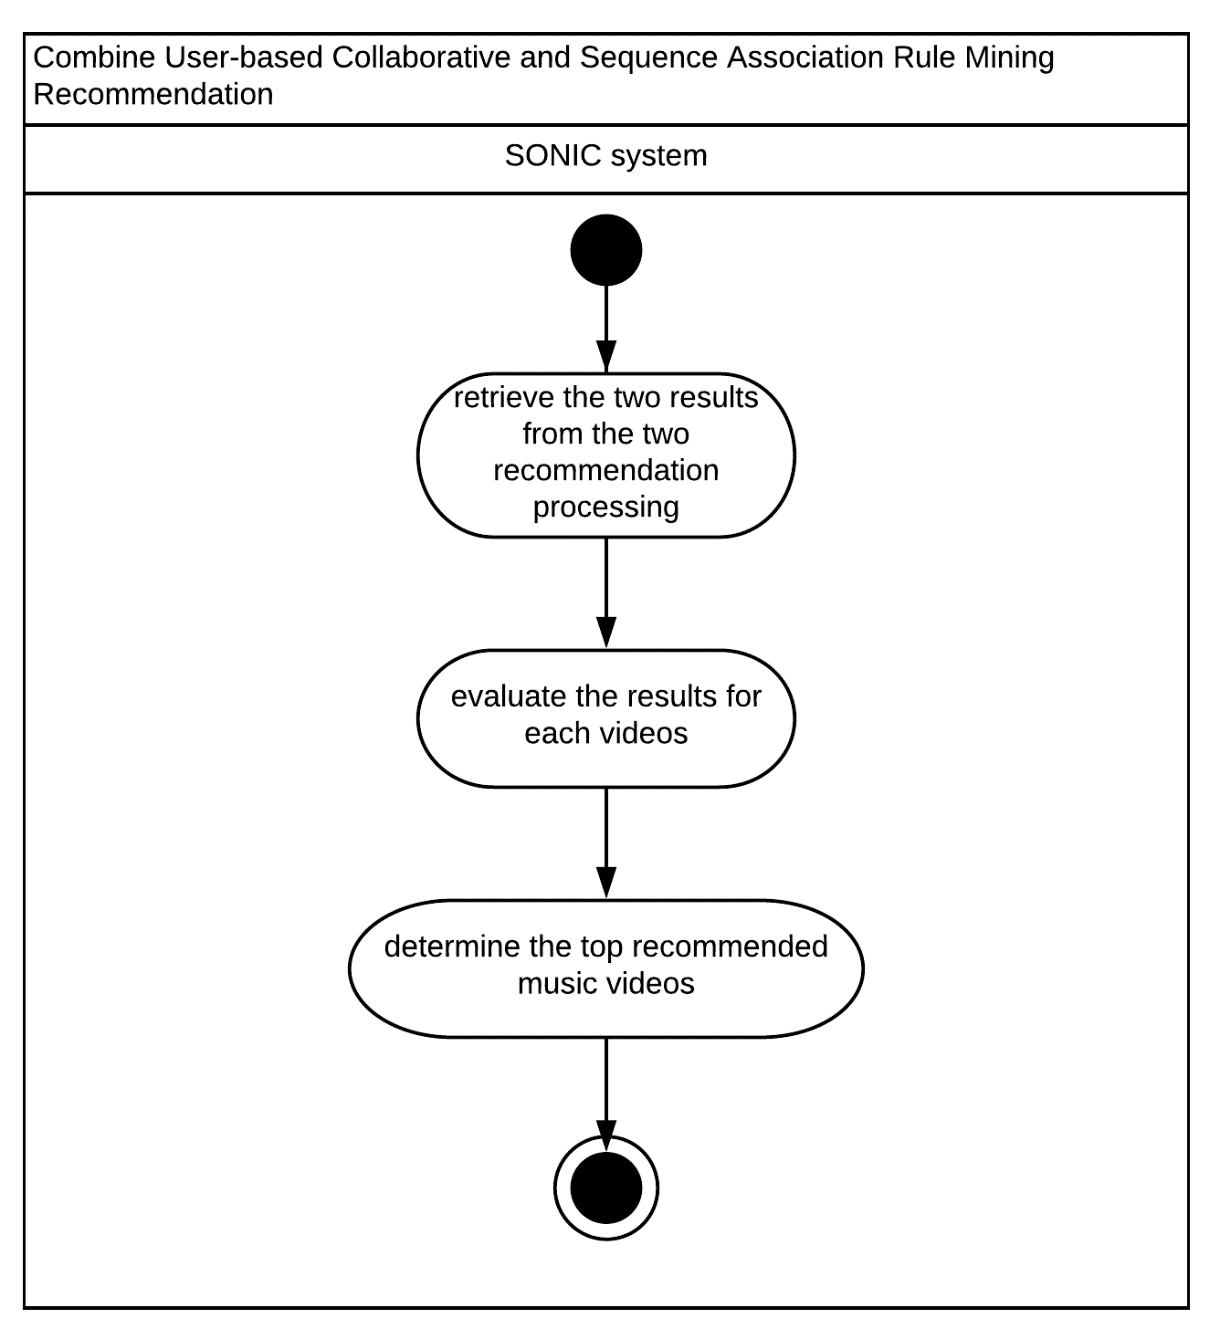 Combine User-based Collaborative and Sequence Association Rule Mining
Recommendation
SONIC system
retrieve the two results
from the two
recommendation
processing
evaluate the results for
each videos
determine the top recommended
music videos